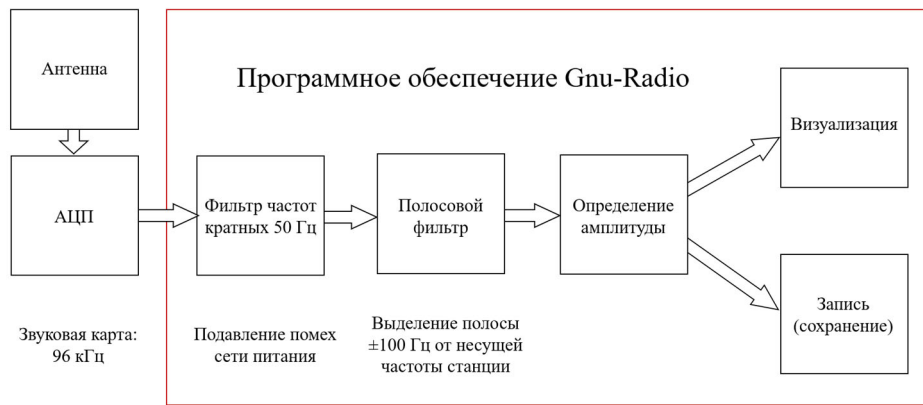 Антенна
Программное обеспечение Gnu-Radio
Визуализация
АЦП
Фильтр частот
кратных 50 Гц
Полосовой
фильтр
Определение
амплитуды
Запись
(сохранение)
Звуковая карта:
96 кГц
Подавление помех
сети питания
Выделение полосы
±100 Гц от несущей
частоты станции